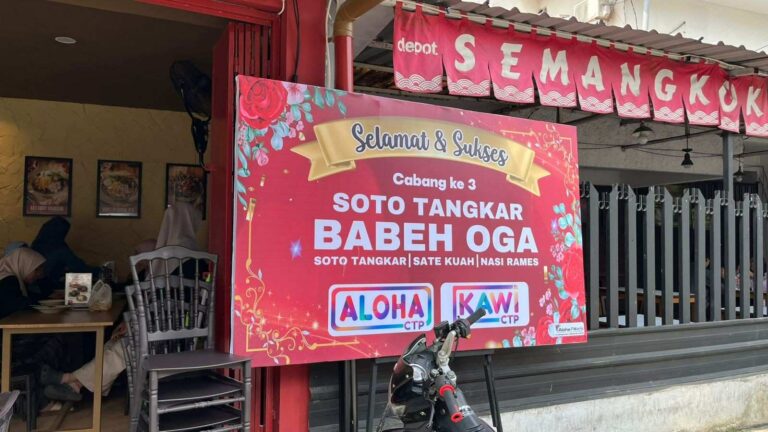 depot SEMANGKOK
Selamat & Sukses
Cabang ke 3
SOTO TANGKAR
BABEH OGA
SOTO TANGKAR | SATE KUAH | NASI RAMES
ALOHA CTP
KAWI CTP